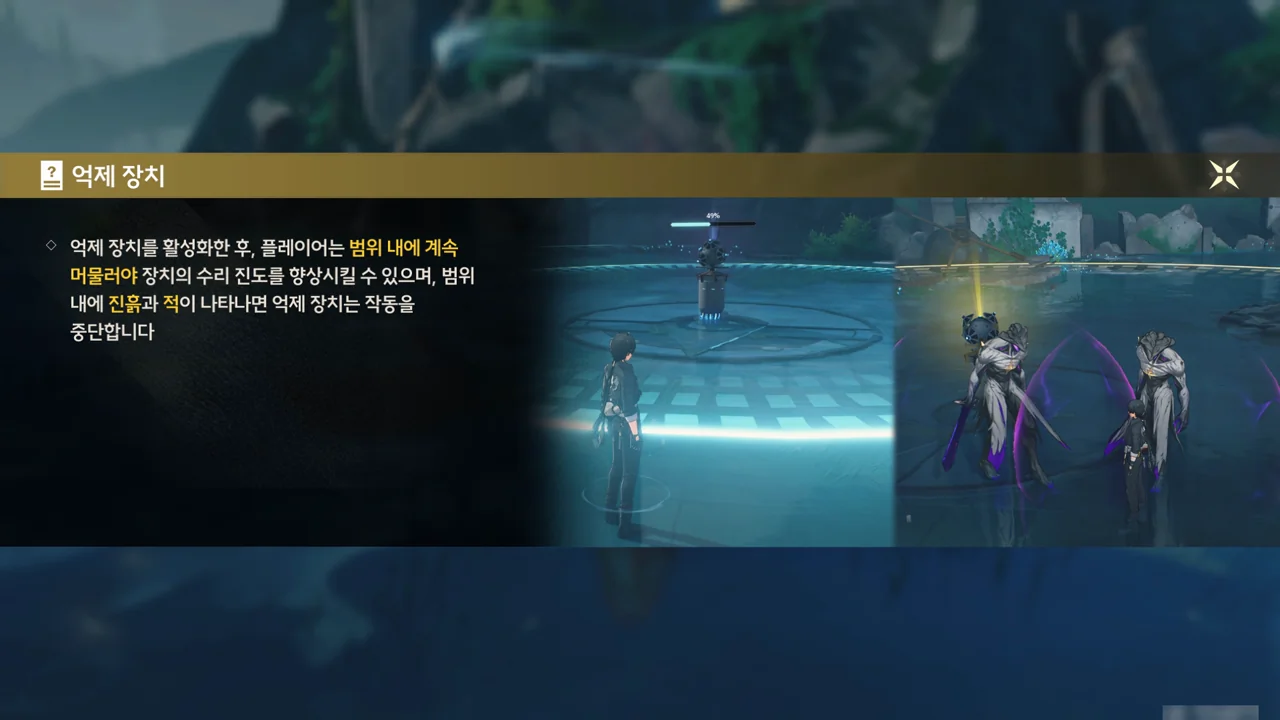 억제 장치
억제 장치를 활성화한 후, 플레이어는 범위 내에 계속
머물러야 장치의 수리 진도를 향상시킬 수 있으며, 범위
내에 진흙과 적이 나타나면 억제 장치는 작동을
중단합니다
49%